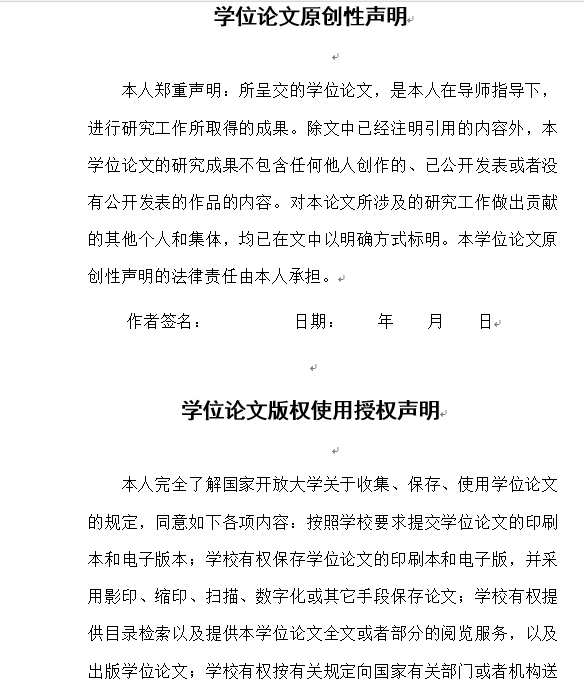 学位论文原创性声明
本人郑重声明：所呈交的学位论文，是本人在导师指导下，
进行研究工作所取得的成果。除文中已经注明引用的内容外，本
学位论文的研究成果不包含任何他人创作的、已公开发表或者没
有公开发表的作品的内容。对本论文所涉及的研究工作做出贡献
的其他个人和集体，均已在文中以明确方式标明。本学位论文原
创性声明的法律责任由本人承担。
作者签名： 日期： 年 月 日
学位论文版权使用授权声明
本人完全了解国家开放大学关于收集、保存、使用学位论文
的规定，同意如下各项内容：按照学校要求提交学位论文的印刷
本和电子版本；学校有权保存学位论文的印刷本和电子版，并采
用影印、缩印、扫描、数字化或其它手段保存论文；学校有权提
供目录检索以及提供本学位论文全文或者部分的阅览服务，以及
出版学位论文；学校有权按有关规定向国家有关部门或者机构送